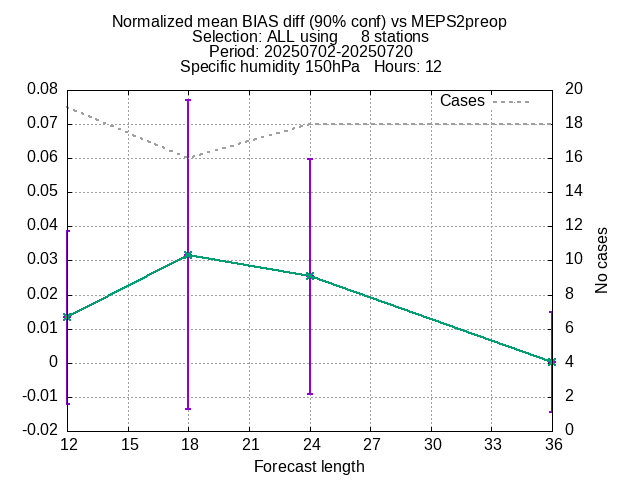 Normalized mean BIAS diff (90% conf) vs MEPS2preop
Selection: ALL using     8 stations
Period: 20250702-20250720
Specific humidity 150hPa   Hours: 12
Cases
0.08
0.07
0.06
0.05
0.04
0.03
0.02
0.01
0
-0.01
-0.02
20
18
16
14
12
10
8
6
4
2
0
No cases
12 15 18 21 24 27 30 33 36
Forecast length